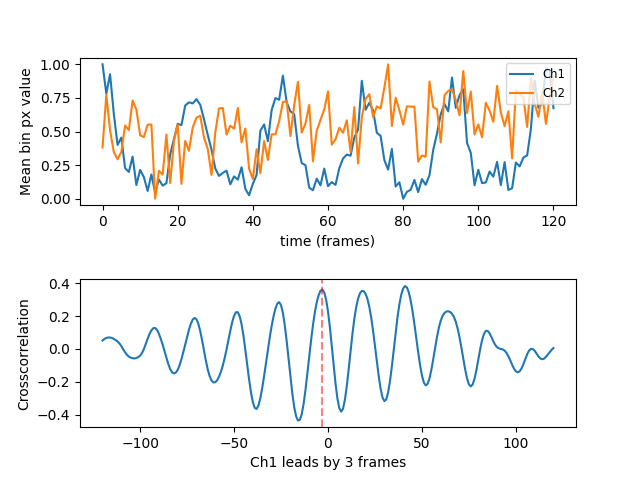 1.00
0.75
0.50
0.25
0.00
Mean bin px value
Ch1
Ch2
0 20 40 60 80 100 120
time (frames)
0.4
0.2
0.0
−0.2
−0.4
Crosscorrelation
−100 −50 0 50 100
Ch1 leads by 3 frames